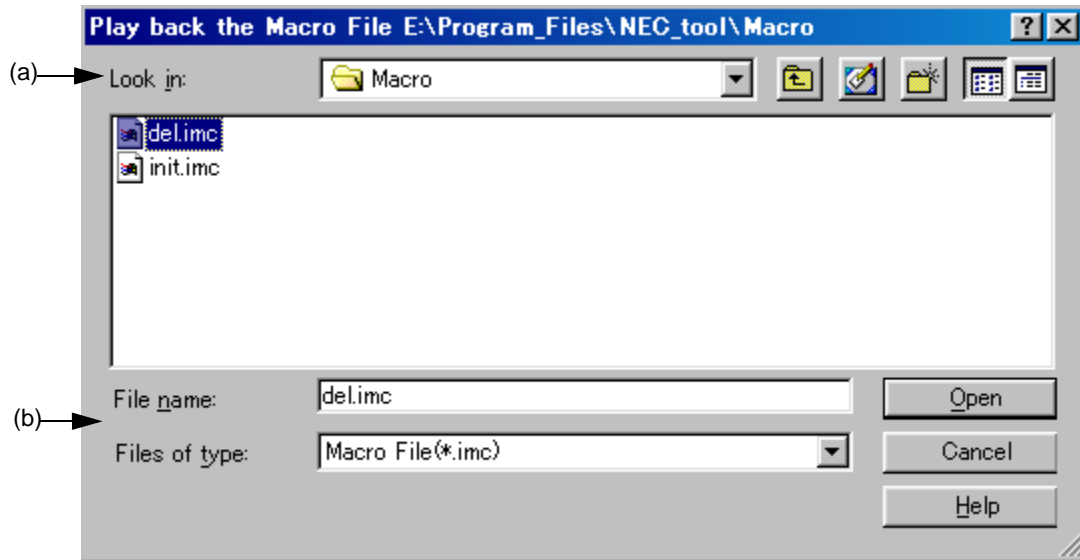 Play back the Macro File E:\Program_Files\NEC_tool\Macro
(a) Look in: Macro
del.imc
init.imc
File name: del.imc Open
(b)
Files of type: Macro File(*.imc) Cancel
Help